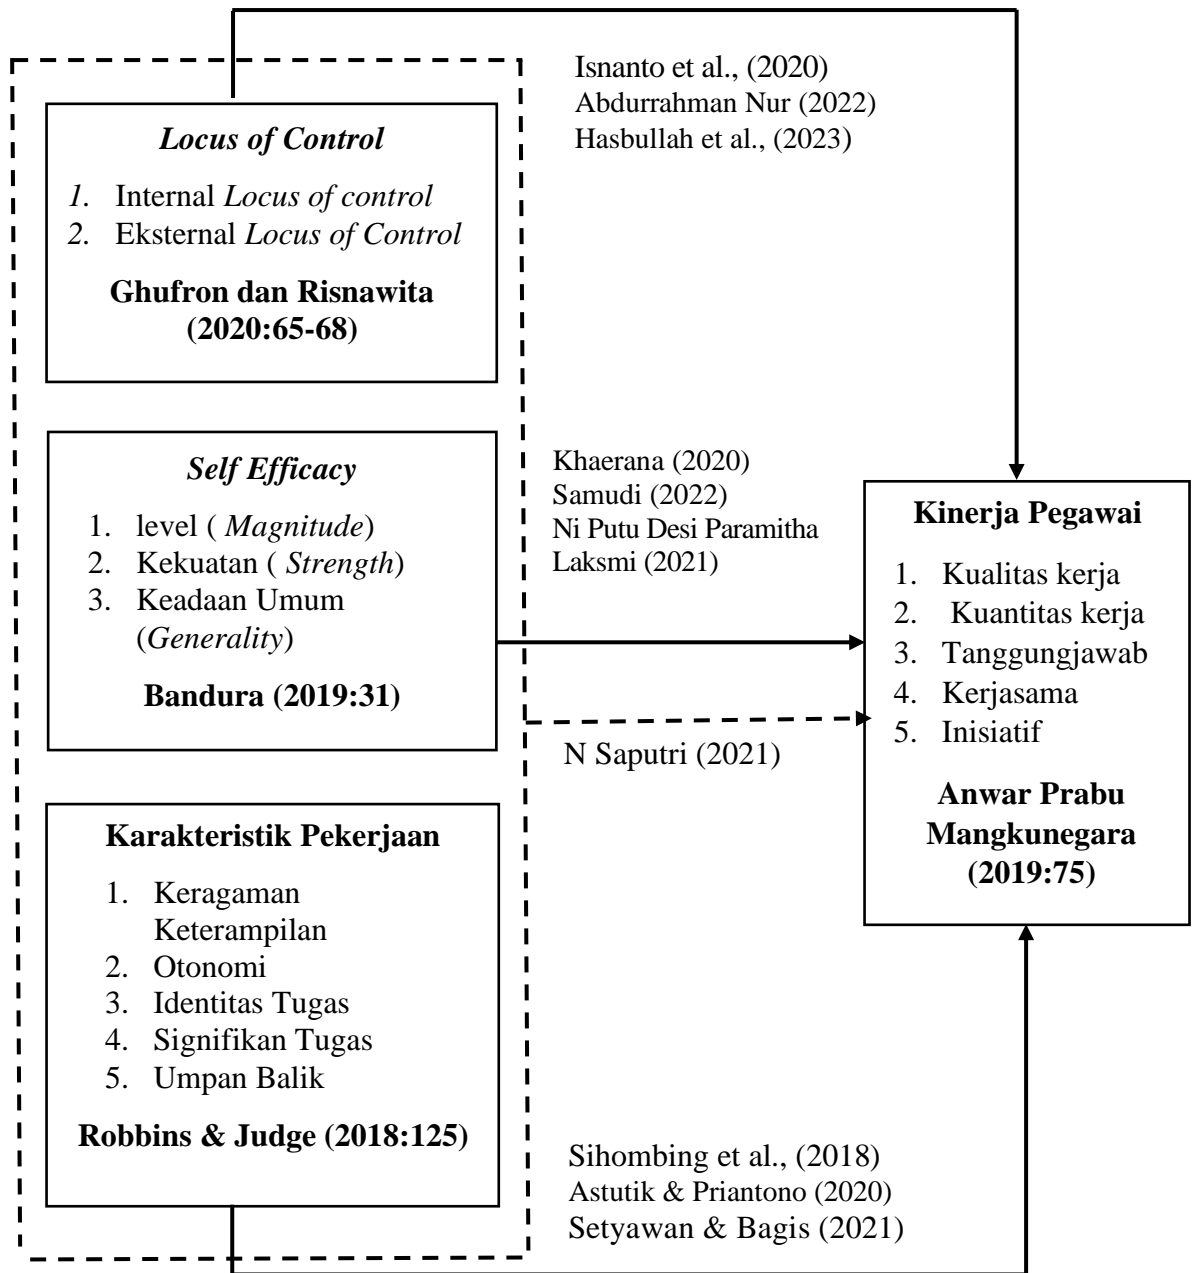 Isnanto et al., (2020)
Abdurrahman Nur (2022)
Hasbullah et al., (2023)
Locus of Control
1. Internal Locus of control
2. Eksternal Locus of Control
Ghufron dan Risnawita
(2020:65-68)
Self Efficacy
1. level ( Magnitude)
2. Kekuatan ( Strength)
3. Keadaan Umum
(Generality)
Bandura (2019:31)
Khaerana (2020)
Samudi (2022)
Ni Putu Desi Paramitha
Laksmi (2021)
N Saputri (2021)
Kinerja Pegawai
1. Kualitas kerja
2. Kuantitas kerja
3. Tanggungjawab
4. Kerjasama
5. Inisiatif
Anwar Prabu
Mangkunegara
(2019:75)
Karakteristik Pekerjaan
1. Keragaman
Keterampilan
2. Otonomi
3. Identitas Tugas
4. Signifikan Tugas
5. Umpan Balik
Robbins & Judge (2018:125)
Sihombing et al., (2018)
Astutik & Priantono (2020)
Setyawan & Bagis (2021)